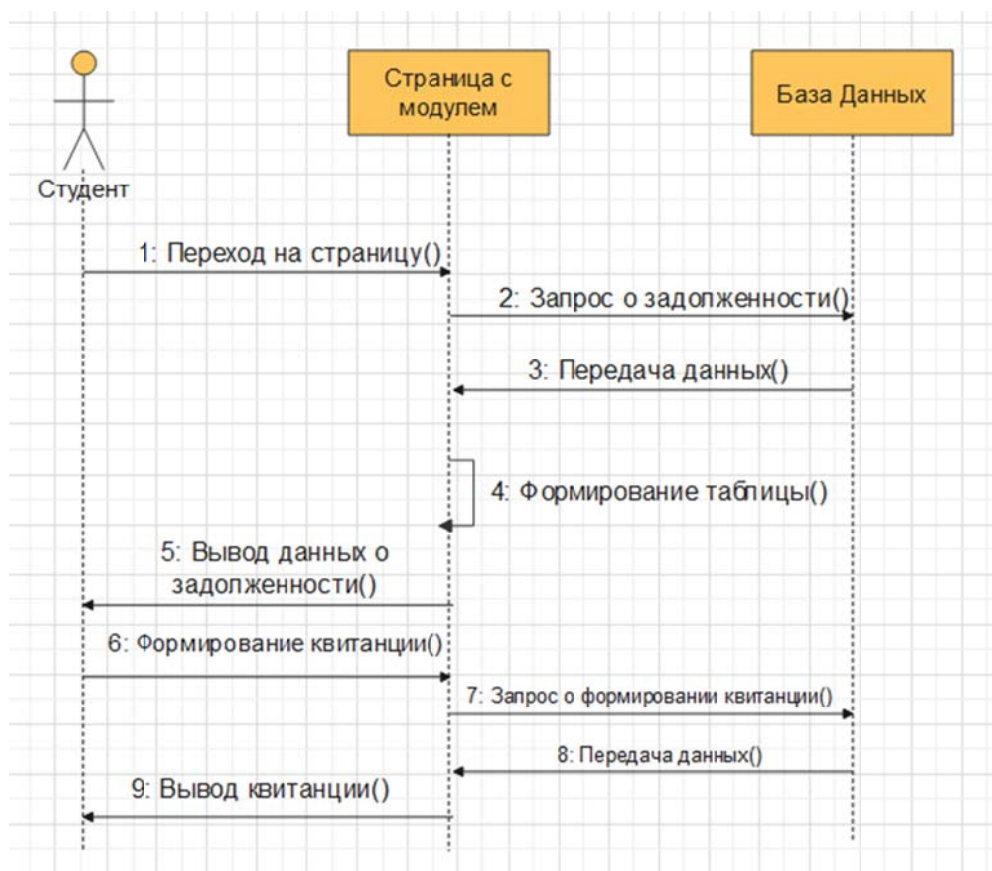 Страница с
модулем
База Данных
Студент
1: Переход на страницу()
2: Запрос о задолженности()
3: Передача данных()
4: Формирование таблицы()
5: Вывод данных о
задолженности()
6: Формирование квитанции()
7: Запрос о формировании квитанции()
8: Передача данных()
9: Вывод квитанции()